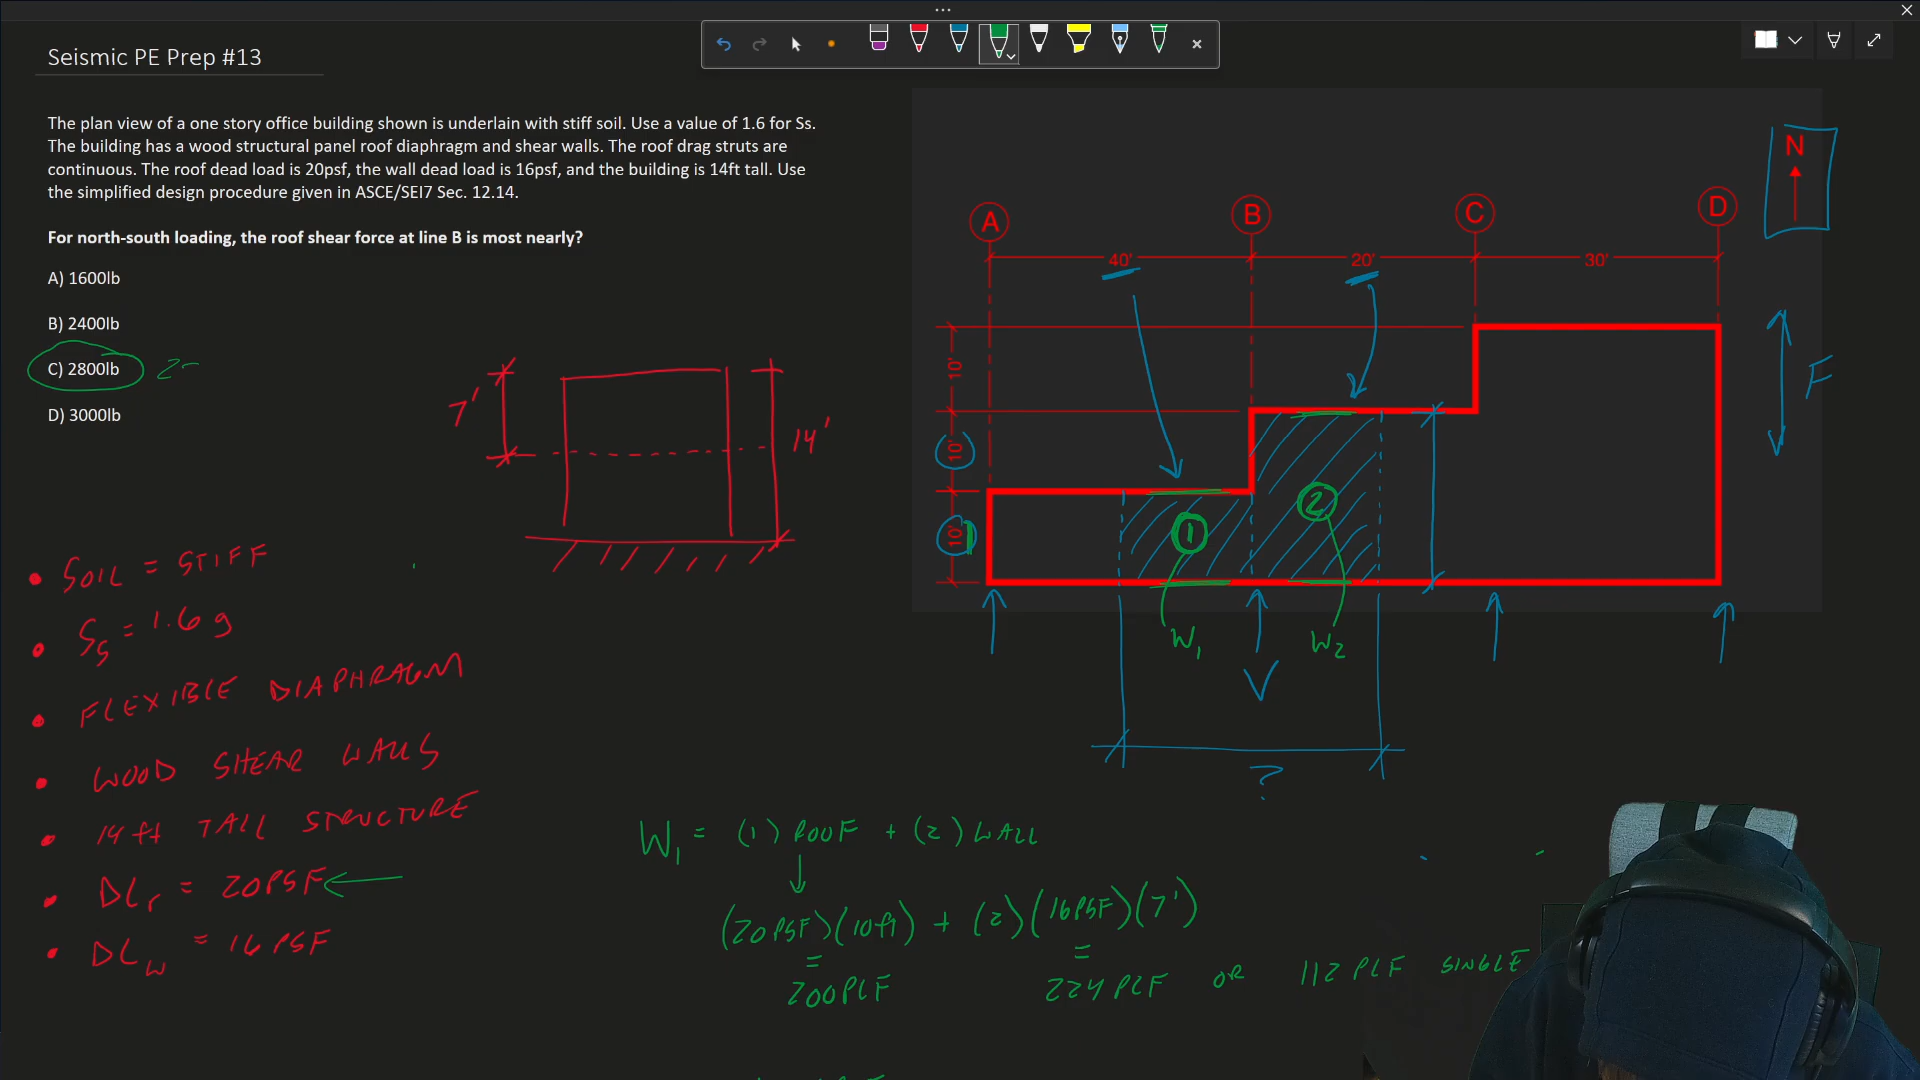 Seismic PE Prep #13
The plan view of a one story office building shown is underlain with stiff soil. Use a value of 1.6 for Ss.
The building has a wood structural panel roof diaphragm and shear walls. The roof drag struts are
continuous. The roof dead load is 20psf, the wall dead load is 16psf, and the building is 14ft tall. Use
the simplified design procedure given in ASCE/SEI7 Sec. 12.14.
For north-south loading, the roof shear force at line B is most nearly?
A) 1600lb
B) 2400lb
C) 2800lb
D) 3000lb
7'
14'
SOIL = STIFF
Ss = 1.6 g
FLEXIBLE DIAPHRAGM
WOOD SHEAR WALLS
14ft TALL STRUCTURE
DLr = 20PSF
DLw = 16PSF
N
A B C D
40' 20' 30'
10'
10'
10'
F
1
2
W1 W2
V
?
W1 = (1) ROOF + (2) WALL
(20PSF)(10ft) + (2)(16PSF)(7')
= =
200PLF 224PLF OR 112 PLF SINGLE